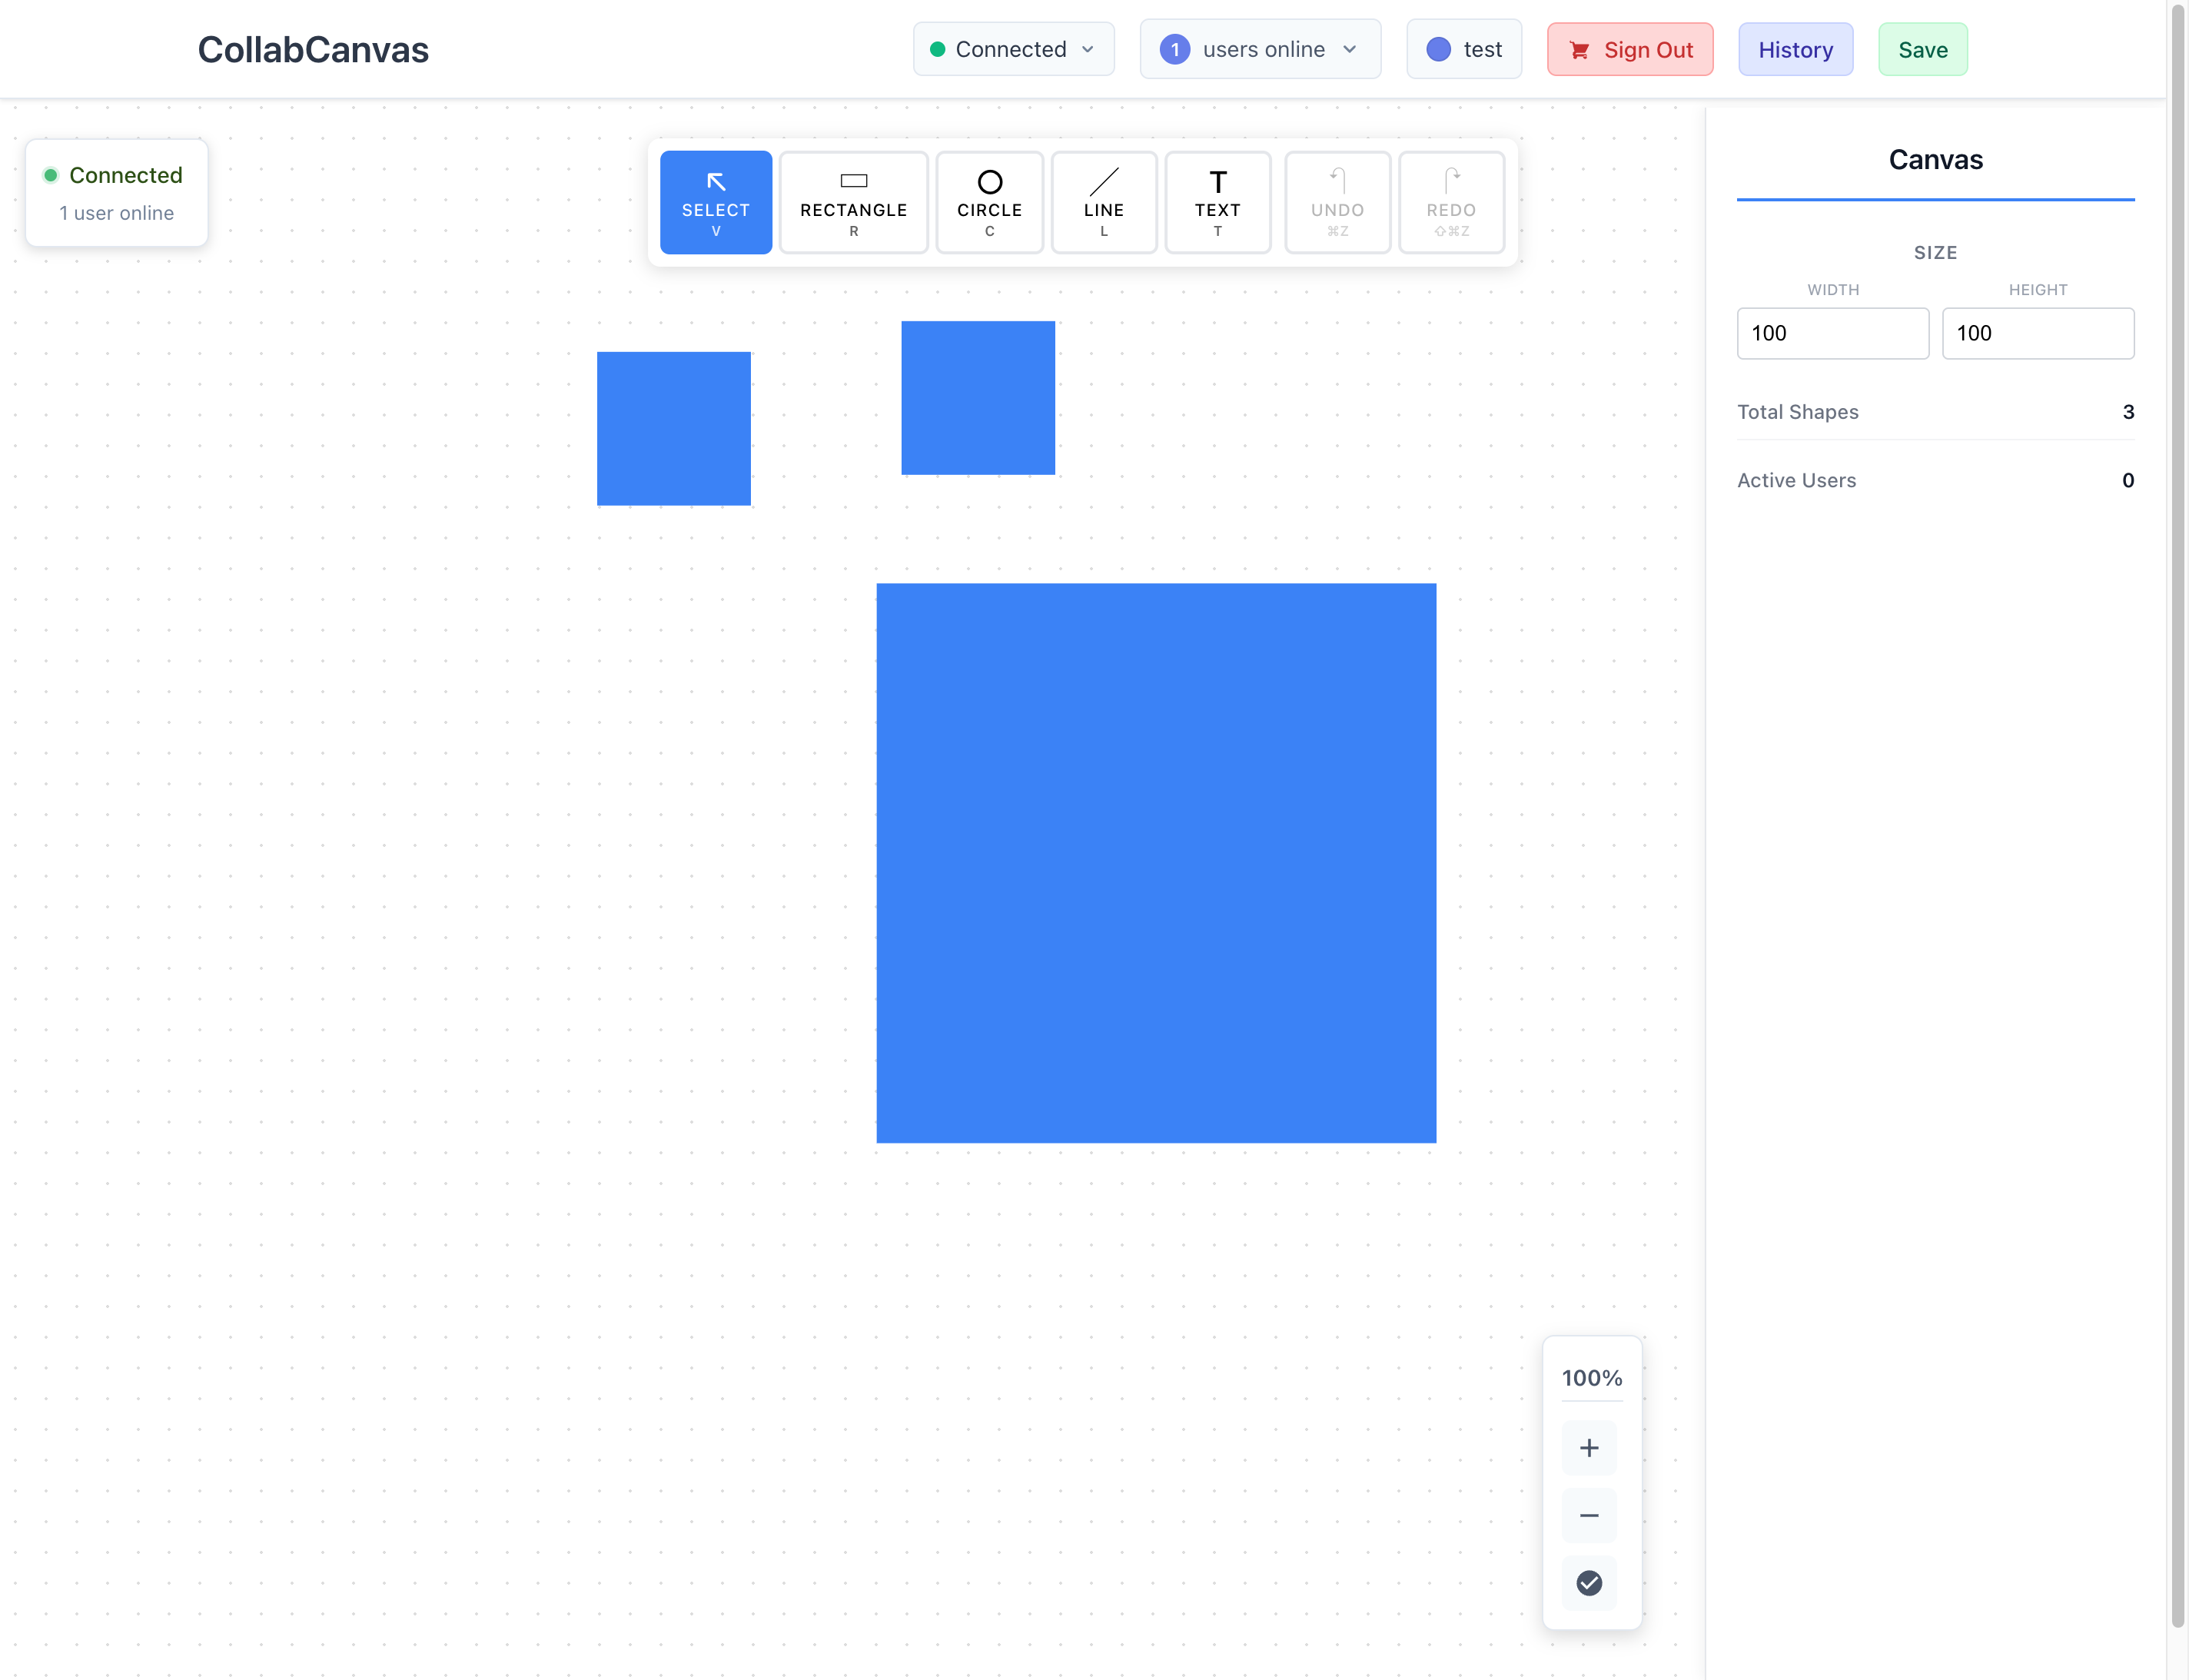 CollabCanvas
Connected
1 users online
test
Sign Out
History
Save
Connected
1 user online
SELECT
V
RECTANGLE
R
CIRCLE
C
LINE
L
T
TEXT
T
UNDO
⌘Z
REDO
⇧⌘Z
Canvas
SIZE
WIDTH HEIGHT
100 100
Total Shapes 3
Active Users 0
100%